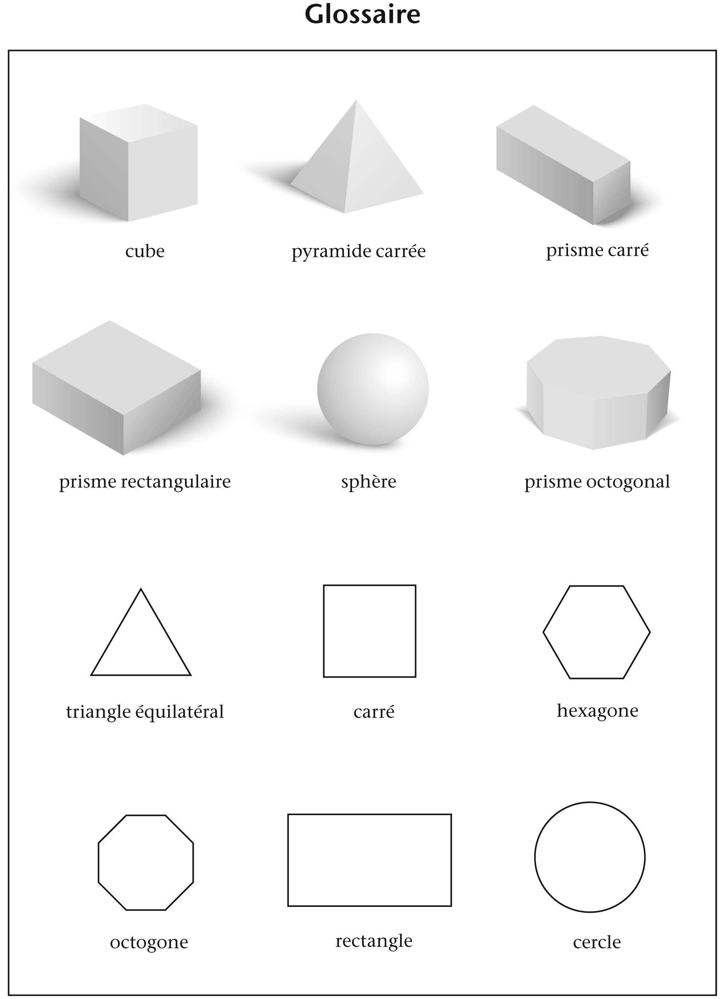 Glossaire
cube
pyramide carrée
prisme carré
prisme rectangulaire
sphère
prisme octogonal
triangle équilatéral
carré
hexagone
octogone
rectangle
cercle